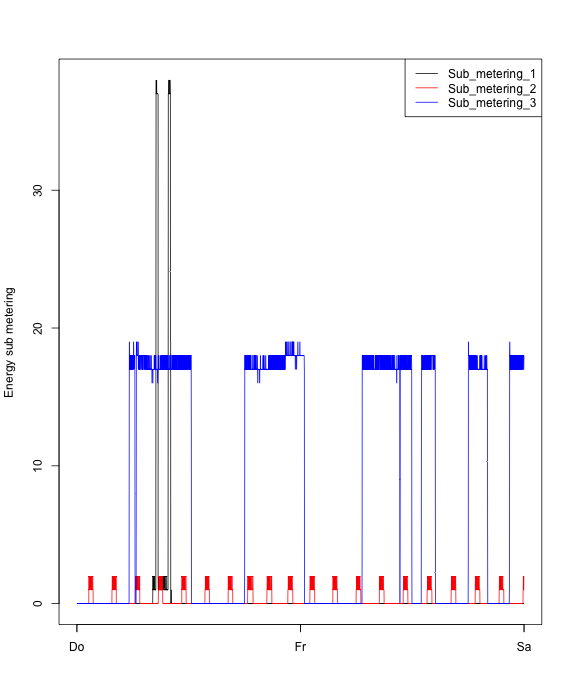 Sub_metering_1
Sub_metering_2
Sub_metering_3
Energy sub metering
30
20
10
0
Do Fr Sa